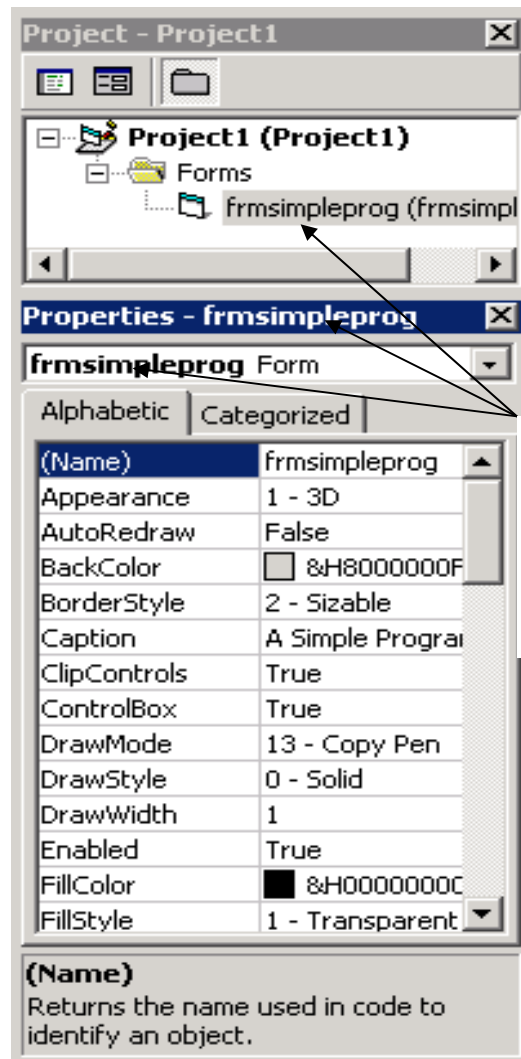 Project - Project1
Project1 (Project1)
Forms
frmsimpleprog (frmsimpl
Properties - frmsimpleprog
frmsimpleprog Form
Alphabetic Categorized
(Name) frmsimpleprog
Appearance 1 - 3D
AutoRedraw False
BackColor &H8000000F
BorderStyle 2 - Sizable
Caption A Simple Progra
ClipControls True
ControlBox True
DrawMode 13 - Copy Pen
DrawStyle 0 - Solid
DrawWidth 1
Enabled True
FillColor &H0000000
FillStyle 1 - Transparent
(Name)
Returns the name used in code to
identify an object.